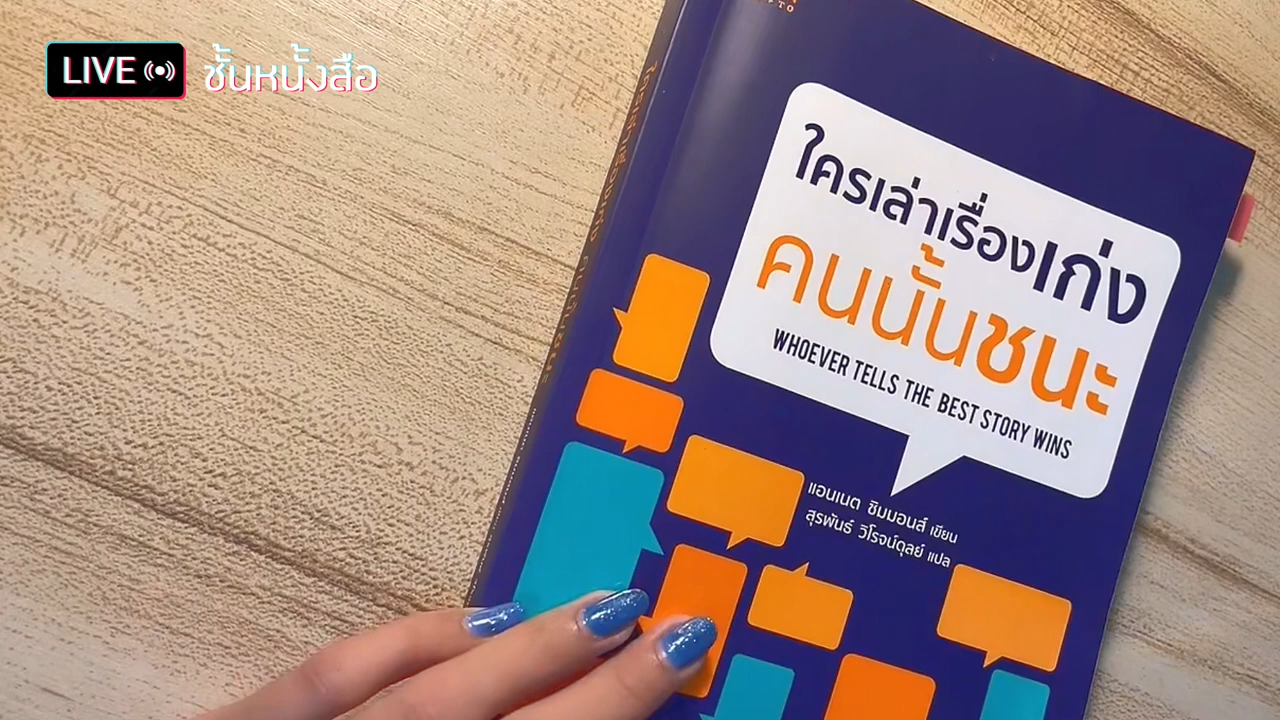 LIVE
ชั้นหนั้งสือ
ใครเล่าเรื่องเก่ง
คนนั้นชนะ
WHOEVER TELLS THE BEST STORY WINS
แอนเนต ซิมมอนส์ เขียน
สุรพันธ์ วิโรจน์ดุลย์ แปล